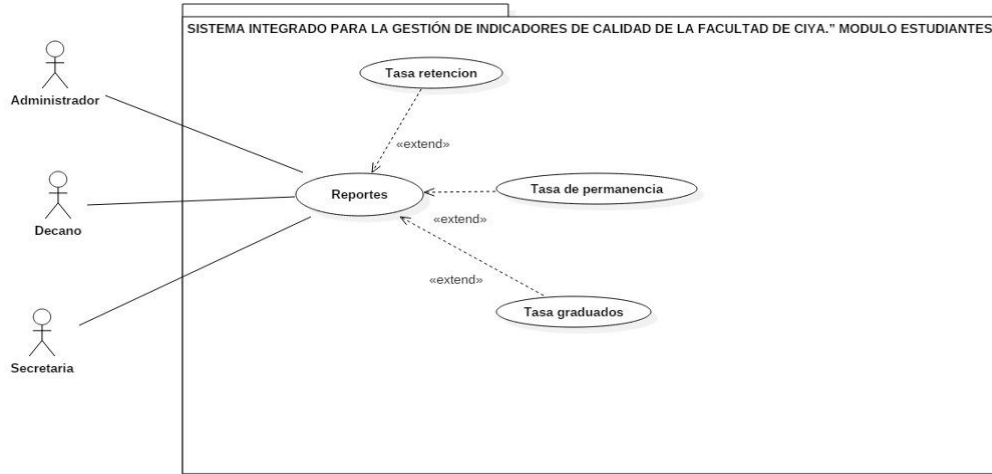 SISTEMA INTEGRADO PARA LA GESTIÓN DE INDICADORES DE CALIDAD DE LA FACULTAD DE CIYA." MODULO ESTUDIANTES
Tasa retencion
Administrador
«extend»
Reportes
Tasa de permanencia
Decano
«extend»
«extend»
Tasa graduados
Secretaria